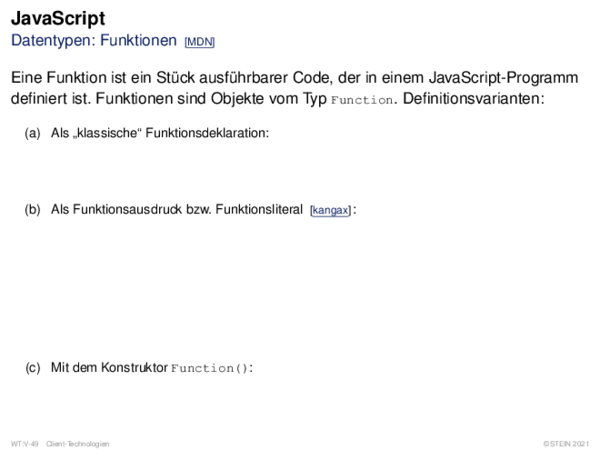 JavaScript
Datentypen: Funktionen [MDN]
Eine Funktion ist ein Stück ausführbarer Code, der in einem JavaScript-Programm
definiert ist. Funktionen sind Objekte vom Typ Function. Definitionsvarianten:
(a) Als „klassische“ Funktionsdeklaration:
(b) Als Funktionsausdruck bzw. Funktionsliteral [kangax]:
(c) Mit dem Konstruktor Function():
WT:V-49 Client-Technologien ©STEIN 2021